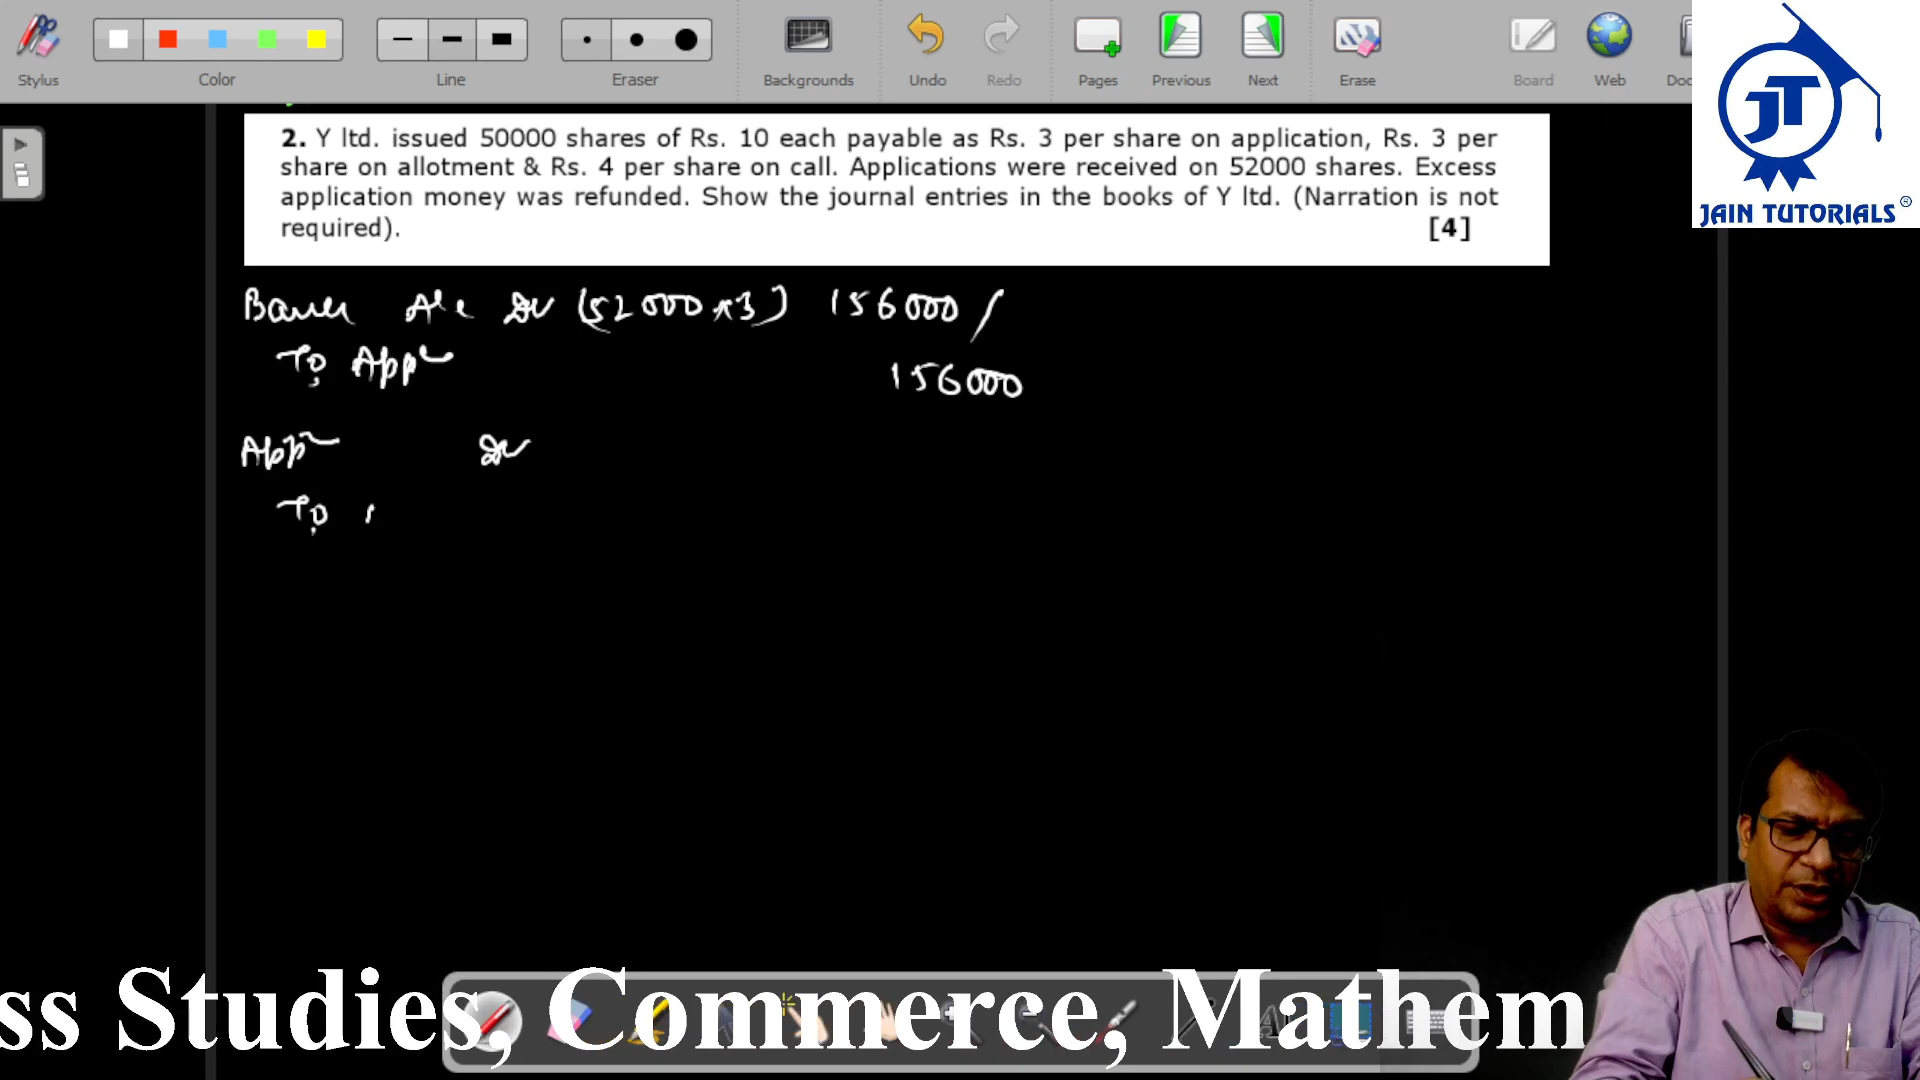 Stylus Color Line Eraser Backgrounds Undo Redo Pages Previous Next Erase Board Web
JT
JAIN TUTORIALS®
2. Y ltd. issued 50000 shares of Rs. 10 each payable as Rs. 3 per share on application, Rs. 3 per
share on allotment & Rs. 4 per share on call. Applications were received on 52000 shares. Excess
application money was refunded. Show the journal entries in the books of Y ltd. (Narration is not
required). [4]
Bank A/c Dr (52000×3) 156000 /
To Appn
156000
Appn Dr
To
ss Studies, Commerce, Mathem